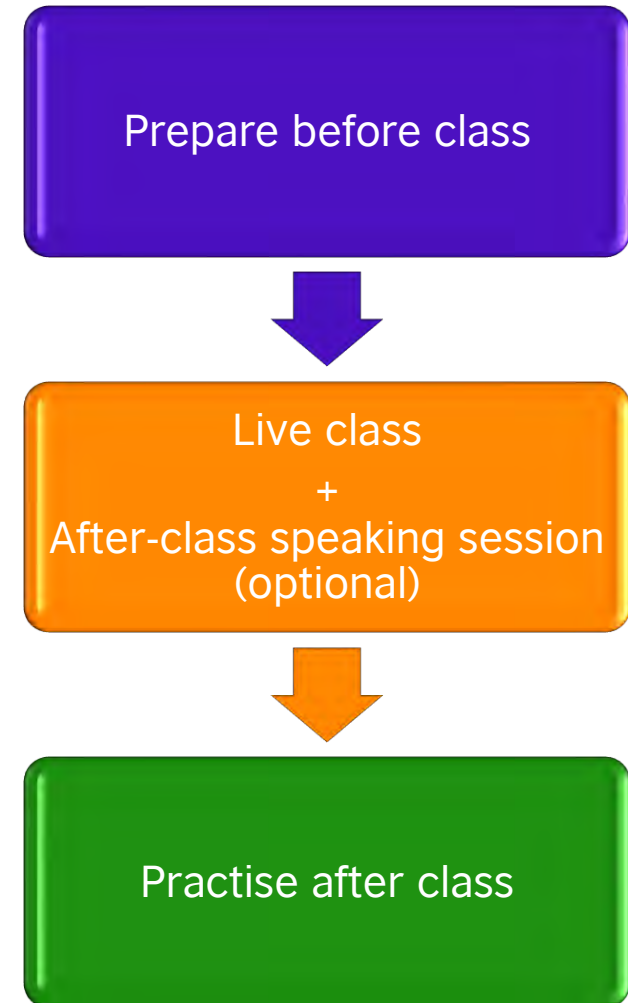 Prepare before class
Live class
+
After-class speaking session
(optional)
Practise after class